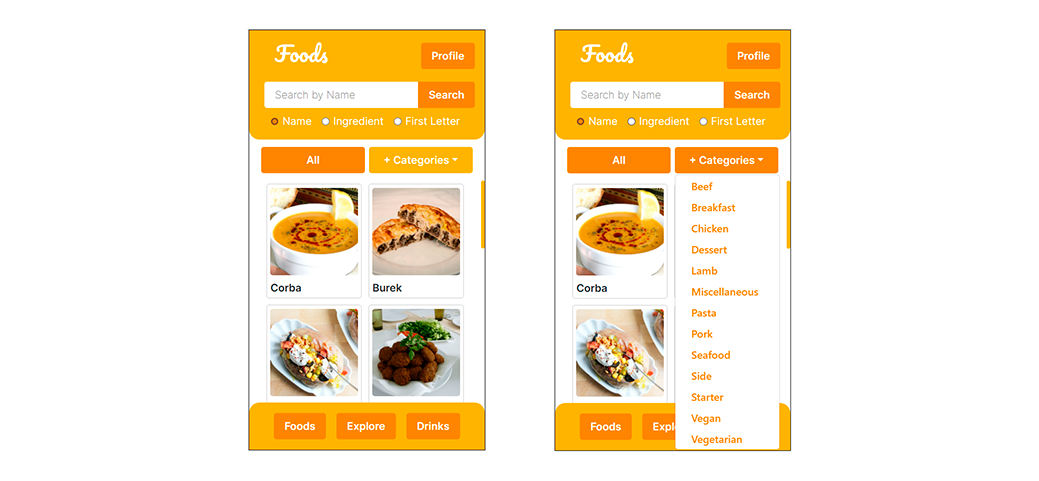 Foods
Profile
Search by Name
Search
Name
Ingredient
First Letter
All
+ Categories
Corba
Burek
Foods
Explore
Drinks
Foods
Profile
Search by Name
Search
Name
Ingredient
First Letter
All
+ Categories
Beef
Breakfast
Chicken
Dessert
Lamb
Miscellaneous
Pasta
Pork
Seafood
Side
Starter
Vegan
Vegetarian
Corba
Foods
Expl